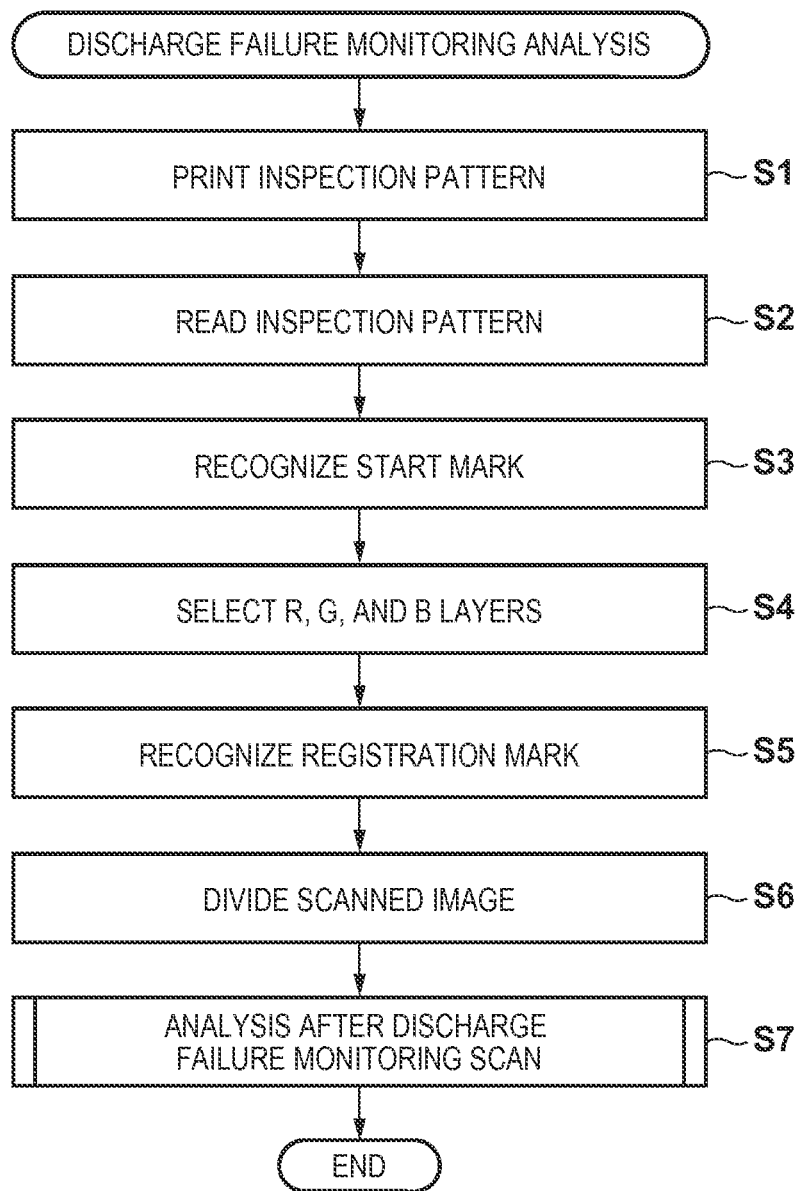 DISCHARGE FAILURE MONITORING ANALYSIS
PRINT INSPECTION PATTERN
S1
READ INSPECTION PATTERN
S2
RECOGNIZE START MARK
S3
SELECT R, G, AND B LAYERS
S4
RECOGNIZE REGISTRATION MARK
S5
DIVIDE SCANNED IMAGE
S6
ANALYSIS AFTER DISCHARGE
FAILURE MONITORING SCAN
S7
END